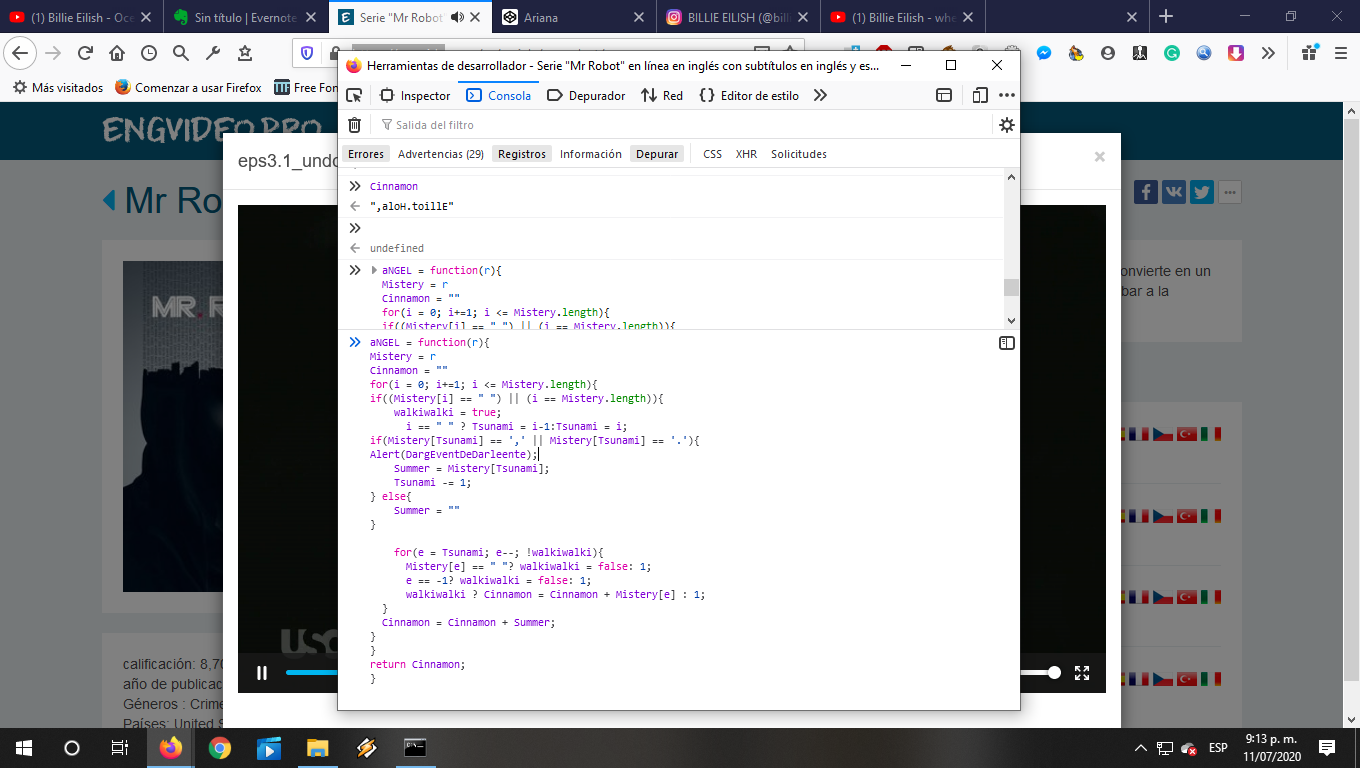 (1) Billie Eilish - Oce
Sin título | Evernote
Serie "Mr Robot"
Ariana
BILLIE EILISH (@billi
(1) Billie Eilish - whe
Más visitados
Comenzar a usar Firefox
Free Fon
Herramientas de desarrollador - Serie "Mr Robot" en línea en inglés con subtítulos en inglés y es...
Inspector
Consola
Depurador
Red
Editor de estilo
Salida del filtro
Errores
Advertencias (29)
Registros
Información
Depurar
CSS
XHR
Solicitudes
ENGVIDEO.PRO
eps3.1_undo
Mr Ro
MR. R
onvierte en un
bar a la
Cinnamon
",aloH.toillE"
undefined
aNGEL = function(r){
Mistery = r
Cinnamon = ""
for(i = 0; i+=1; i <= Mistery.length){
if((Mistery[i] == " ") || (i == Mistery.length)){
aNGEL = function(r){
Mistery = r
Cinnamon = ""
for(i = 0; i+=1; i <= Mistery.length){
if((Mistery[i] == " ") || (i == Mistery.length)){
walkiwalki = true;
i == " " ? Tsunami = i-1:Tsunami = i;
if(Mistery[Tsunami] == ',' || Mistery[Tsunami] == '.'){
Alert(DargEventDeDarleente);
Summer = Mistery[Tsunami];
Tsunami -= 1;
} else{
Summer = ""
}
for(e = Tsunami; e--; !walkiwalki){
Mistery[e] == " "? walkiwalki = false: 1;
e == -1? walkiwalki = false: 1;
walkiwalki ? Cinnamon = Cinnamon + Mistery[e] : 1;
}
Cinnamon = Cinnamon + Summer;
}
}
return Cinnamon;
}
USA
calificación: 8,70
año de publicac
Géneros : Crime
Países: United S
ESP
9:13 p. m.
11/07/2020